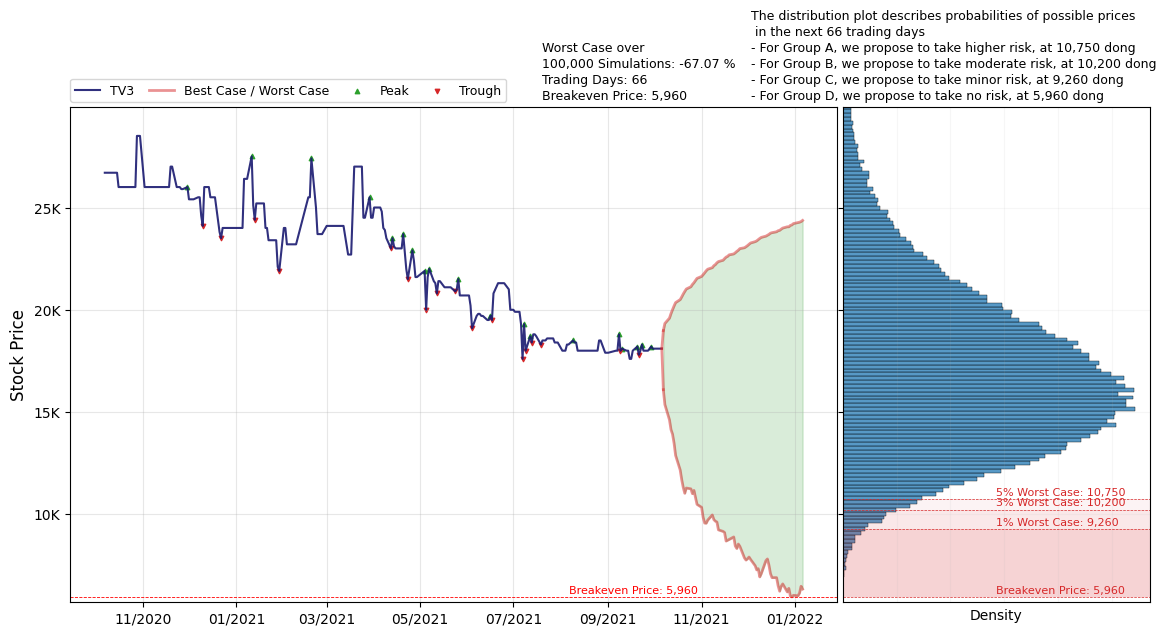 The distribution plot describes probabilities of possible prices
in the next 66 trading days
- For Group A, we propose to take higher risk, at 10,750 dong
- For Group B, we propose to take moderate risk, at 10,200 dong
- For Group C, we propose to take minor risk, at 9,260 dong
- For Group D, we propose to take no risk, at 5,960 dong
Worst Case over
100,000 Simulations: -67.07 %
Trading Days: 66
Breakeven Price: 5,960
TV3
Best Case / Worst Case
Peak
Trough
Stock Price
25K
20K
15K
10K
Breakeven Price: 5,960
11/2020
01/2021
03/2021
05/2021
07/2021
09/2021
11/2021
01/2022
5% Worst Case: 10,750
3% Worst Case: 10,200
1% Worst Case: 9,260
Breakeven Price: 5,960
Density